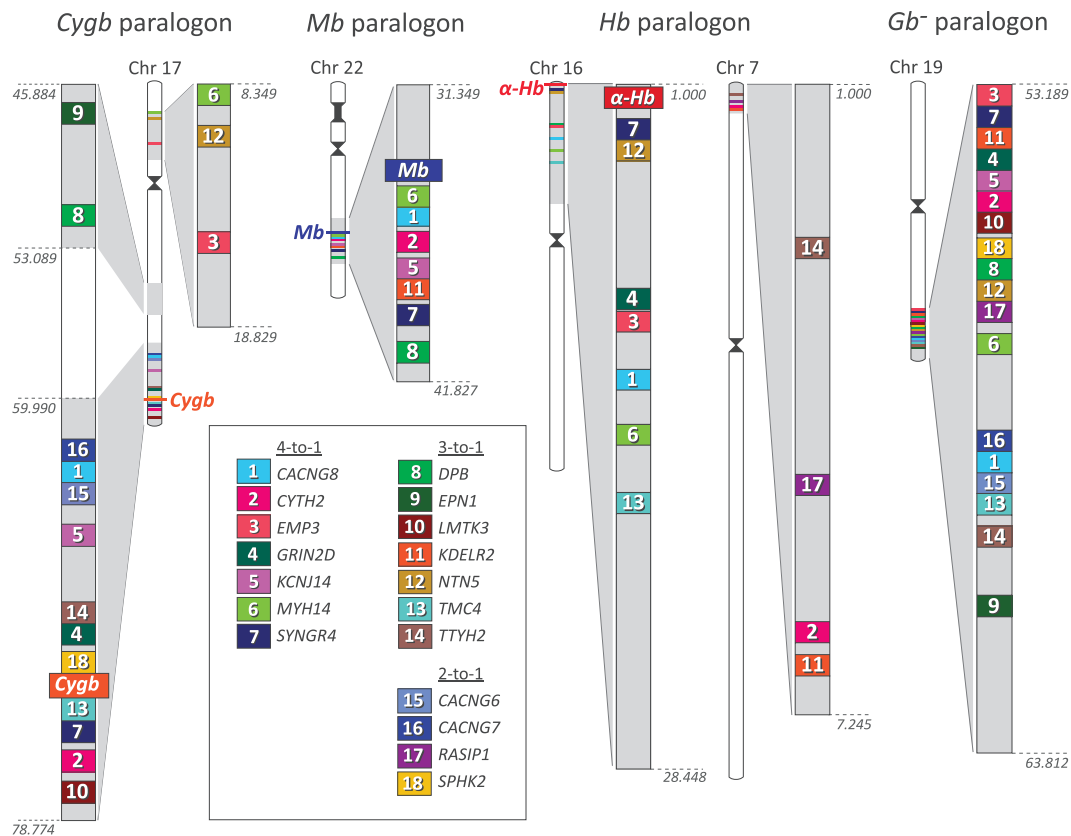 Cygb paralogon
Mb paralogon
Hb paralogon
Gb⁻ paralogon
Chr 17
Chr 22
Chr 16
Chr 7
Chr 19
45.884
9
8
53.089
59.990
16
1
15
5
14
4
18
Cygb
13
7
2
10
78.774
Cygb
8.349
6
12
3
18.829
Mb
31.349
Mb
6
1
2
5
11
7
8
41.827
α-Hb
1.000
α-Hb
7
12
4
3
1
6
13
28.448
1.000
14
17
2
11
7.245
53.189
3
7
11
4
5
2
10
18
8
12
17
6
16
1
15
13
14
9
63.812
4-to-1
1 CACNG8
2 CYTH2
3 EMP3
4 GRIN2D
5 KCNJ14
6 MYH14
7 SYNGR4
3-to-1
8 DPB
9 EPN1
10 LMTK3
11 KDELR2
12 NTN5
13 TMC4
14 TTYH2
2-to-1
15 CACNG6
16 CACNG7
17 RASIP1
18 SPHK2